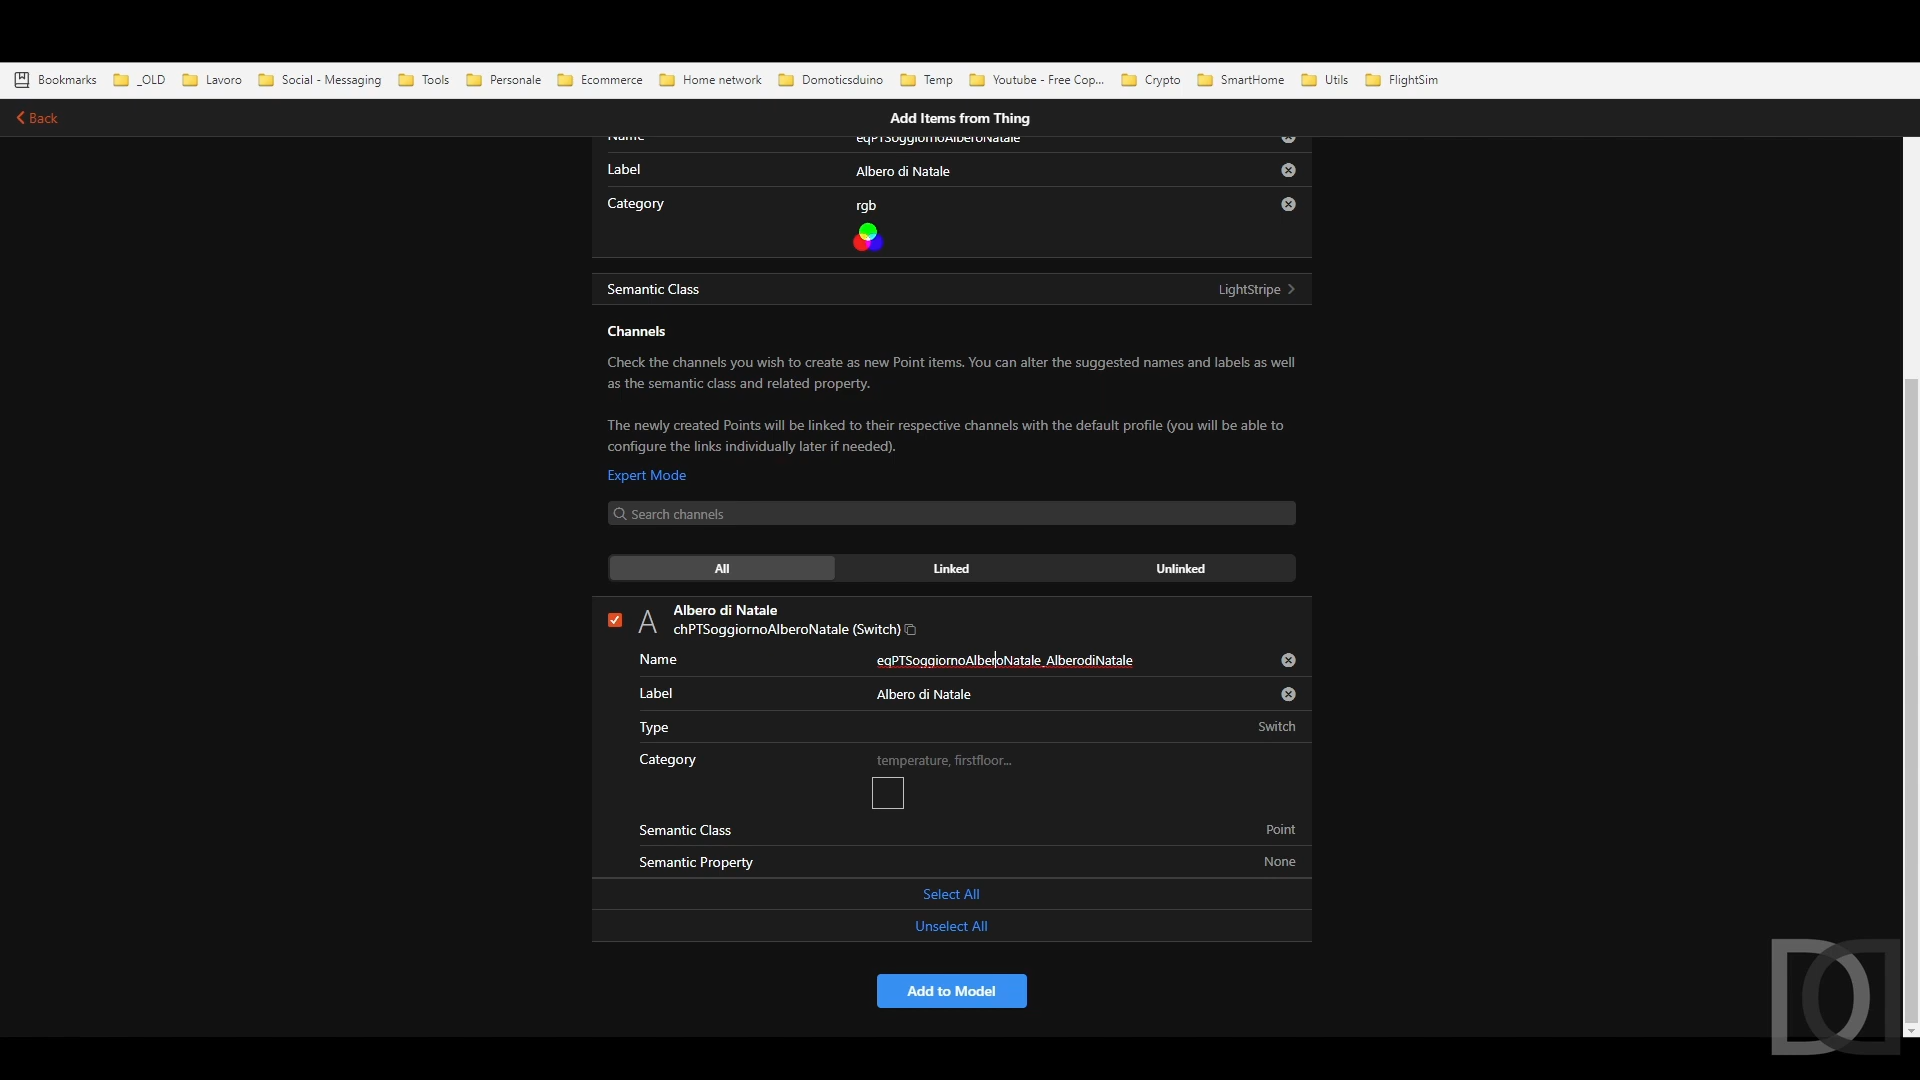 Bookmarks _OLD Lavoro Social - Messaging Tools Personale Ecommerce Home network Domoticsduino Temp Youtube - Free Cop... Crypto SmartHome Utils FlightSim
Back Add Items from Thing
Name eqPTSoggiornoAlberoNatale
Label Albero di Natale
Category rgb
Semantic Class LightStripe
Channels
Check the channels you wish to create as new Point items. You can alter the suggested names and labels as well
as the semantic class and related property.
The newly created Points will be linked to their respective channels with the default profile (you will be able to
configure the links individually later if needed).
Expert Mode
Search channels
All Linked Unlinked
A Albero di Natale
chPTSoggiornoAlberoNatale (Switch)
Name eqPTSoggiornoAlberoNatale_AlberodiNatale
Label Albero di Natale
Type Switch
Category temperature, firstfloor...
Semantic Class Point
Semantic Property None
Select All
Unselect All
Add to Model
DD